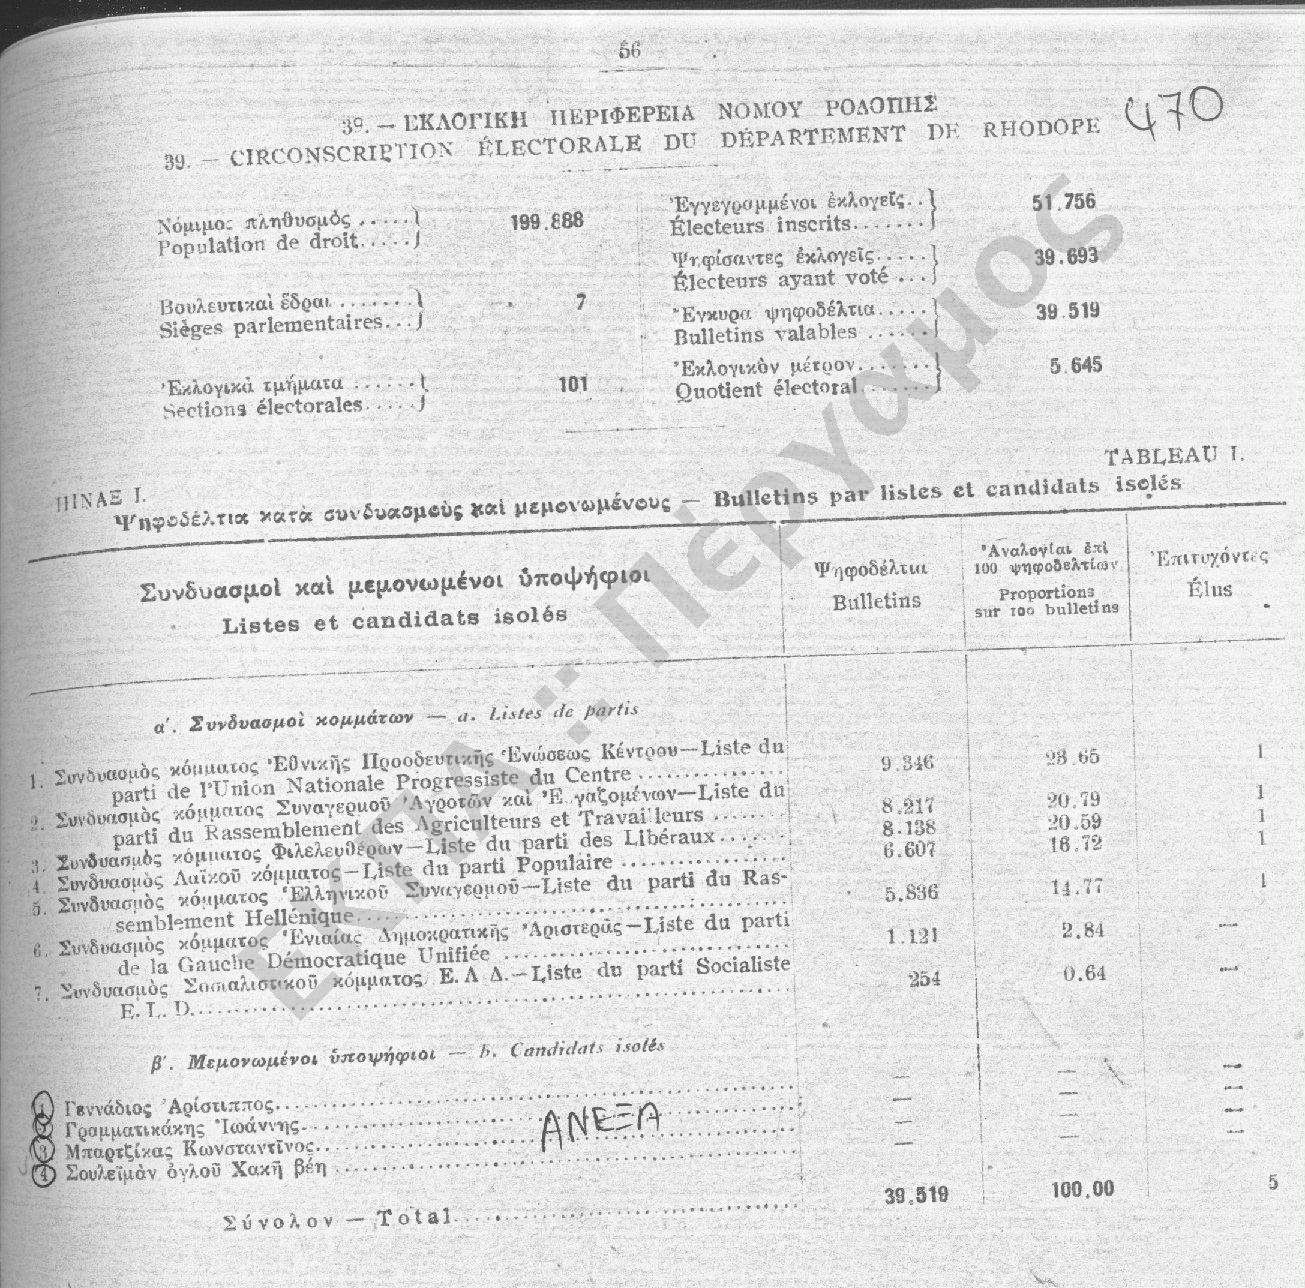 56
39. — ΕΚΛΟΓΙΚΗ ΠΕΡΙΦΕΡΕΙΑ ΝΟΜΟΥ ΡΟΔΟΠΗΣ
470
39. — CIRCONSCRIPTION ÉLECTORALE DU DÉPARTEMENT DE RHODOPE
Νόμιμος πληθυσμὸς ..... } 199.888
Population de droit.....
Βουλευτικαὶ ἕδραι ....... } 7
Sièges parlementaires...
Ἐκλογικὰ τμήματα ...... } 101
Sections électorales.....
Ἐγγεγραμμένοι ἐκλογεῖς.. } 51.756
Électeurs inscrits.......
Ψηφίσαντες ἐκλογεῖς..... } 39.693
Électeurs ayant voté ...
Ἔγκυρα ψηφοδέλτια..... } 39.519
Bulletins valables ......
Ἐκλογικὸν μέτρον....... } 5.645
Quotient électoral .......
ΠΙΝΑΞ Ι. TABLEAU I.
Ψηφοδέλτια κατὰ συνδυασμοὺς καὶ μεμονωμένους — Bulletins par listes et candidats isolés
Συνδυασμοὶ καὶ μεμονωμένοι ὑποψήφιοι
Listes et candidats isolés
Ψηφοδέλτια
Bulletins
Ἀναλογίαι ἐπὶ
100 ψηφοδελτίων
Proportions
sur 100 bulletins
Ἐπιτυχόντες
Élus
α΄. Συνδυασμοὶ κομμάτων — a. Listes de partis
1. Συνδυασμὸς κόμματος Ἐθνικῆς Προοδευτικῆς Ἑνώσεως Κέντρου—Liste du
parti de l'Union Nationale Progressiste du Centre .............. 9.346 23.65 1
2. Συνδυασμὸς κόμματος Συναγερμοῦ Ἀγροτῶν καὶ Ἐργαζομένων—Liste du
parti du Rassemblement des Agriculteurs et Travailleurs ....... 8.217 20.79 1
3. Συνδυασμὸς κόμματος Φιλελευθέρων—Liste du parti des Libéraux....... 8.138 20.59 1
4. Συνδυασμὸς Λαϊκοῦ κόμματος—Liste du parti Populaire ................ 6.607 16.72 1
5. Συνδυασμὸς κόμματος Ἑλληνικοῦ Συναγερμοῦ—Liste du parti du Ras-
semblement Hellénique.......................................... 5.836 14.77 1
6. Συνδυασμὸς κόμματος Ἑνιαίας Δημοκρατικῆς Ἀριστερᾶς—Liste du parti
de la Gauche Démocratique Unifiée ............................. 1.121 2.84 —
7. Συνδυασμὸς Σοσιαλιστικοῦ κόμματος Ε.Λ Δ.—Liste du parti Socialiste
E. L. D........................................................ 254 0.64 —
β΄. Μεμονωμένοι ὑποψήφιοι — b. Candidats isolés
1 Γεννάδιος Ἀρίστιππος............................................ — — —
2 Γραμματικάκης Ἰωάννης........................................... — — —
ΑΝΕΞΑ
3 Μπαρτζίκας Κωνσταντῖνος......................................... — — —
4 Σουλεϊμὰν ὀγλοῦ Χακῆ βέη ....................................... — — —
Σύνολον — Total................................ 39.519 100.00 5
ΕΚΠΑ :: Πέργαμος